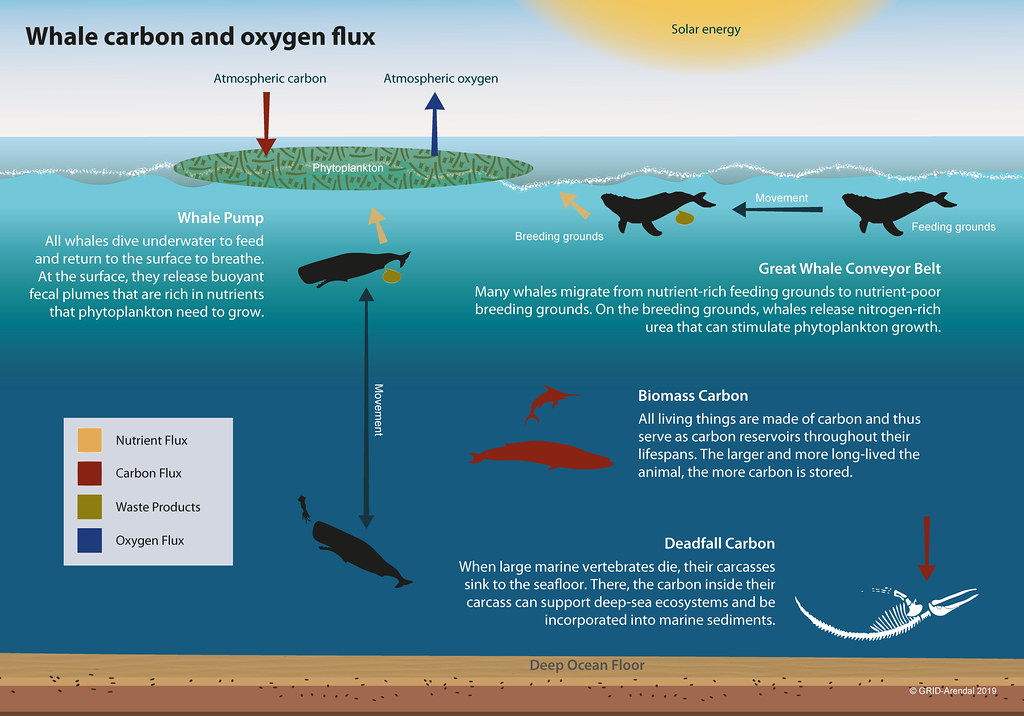 Whale carbon and oxygen flux
Solar energy
Atmospheric carbon
Atmospheric oxygen
Phytoplankton
Whale Pump
All whales dive underwater to feed
and return to the surface to breathe.
At the surface, they release buoyant
fecal plumes that are rich in nutrients
that phytoplankton need to grow.
Breeding grounds
Movement
Feeding grounds
Great Whale Conveyor Belt
Many whales migrate from nutrient-rich feeding grounds to nutrient-poor
breeding grounds. On the breeding grounds, whales release nitrogen-rich
urea that can stimulate phytoplankton growth.
Movement
Biomass Carbon
All living things are made of carbon and thus
serve as carbon reservoirs throughout their
lifespans. The larger and more long-lived the
animal, the more carbon is stored.
Nutrient Flux
Carbon Flux
Waste Products
Oxygen Flux
Deadfall Carbon
When large marine vertebrates die, their carcasses
sink to the seafloor. There, the carbon inside their
carcass can support deep-sea ecosystems and be
incorporated into marine sediments.
Deep Ocean Floor
© GRID-Arendal 2019